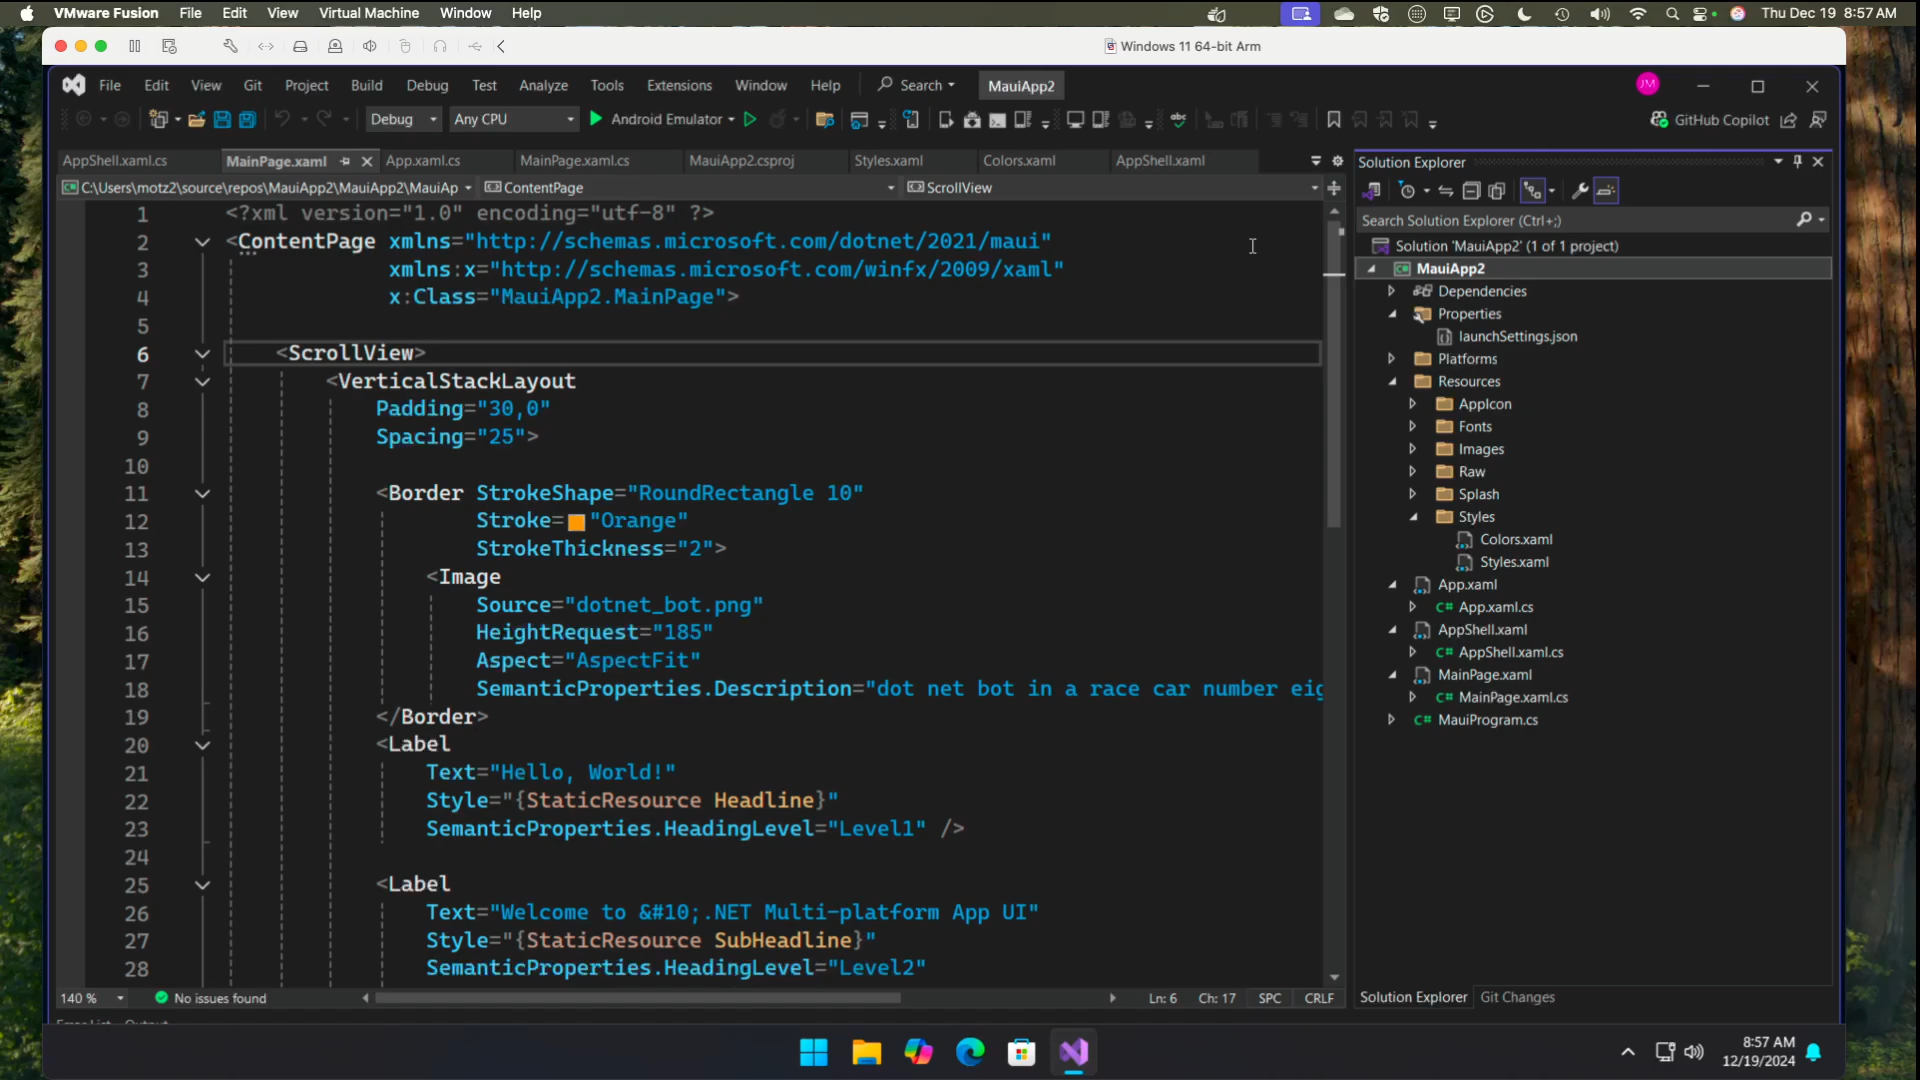 VMware Fusion File Edit View Virtual Machine Window Help Thu Dec 19 8:57 AM
Windows 11 64-bit Arm
File Edit View Git Project Build Debug Test Analyze Tools Extensions Window Help Search MauiApp2 JM
Debug Any CPU Android Emulator GitHub Copilot
AppShell.xaml.cs MainPage.xaml App.xaml.cs MainPage.xaml.cs MauiApp2.csproj Styles.xaml Colors.xaml AppShell.xaml
C:\Users\motz2\source\repos\MauiApp2\MauiApp2\MauiAp ContentPage ScrollView
1 <?xml version="1.0" encoding="utf-8" ?>
2 <ContentPage xmlns="http://schemas.microsoft.com/dotnet/2021/maui"
3 xmlns:x="http://schemas.microsoft.com/winfx/2009/xaml"
4 x:Class="MauiApp2.MainPage">
5
6 <ScrollView>
7 <VerticalStackLayout
8 Padding="30,0"
9 Spacing="25">
10
11 <Border StrokeShape="RoundRectangle 10"
12 Stroke="Orange"
13 StrokeThickness="2">
14 <Image
15 Source="dotnet_bot.png"
16 HeightRequest="185"
17 Aspect="AspectFit"
18 SemanticProperties.Description="dot net bot in a race car number eig
19 </Border>
20 <Label
21 Text="Hello, World!"
22 Style="{StaticResource Headline}"
23 SemanticProperties.HeadingLevel="Level1" />
24
25 <Label
26 Text="Welcome to &#10;.NET Multi-platform App UI"
27 Style="{StaticResource SubHeadline}"
28 SemanticProperties.HeadingLevel="Level2"
140 % No issues found Ln: 6 Ch: 17 SPC CRLF
Solution Explorer
Search Solution Explorer (Ctrl+;)
Solution 'MauiApp2' (1 of 1 project)
MauiApp2
Dependencies
Properties
launchSettings.json
Platforms
Resources
AppIcon
Fonts
Images
Raw
Splash
Styles
Colors.xaml
Styles.xaml
App.xaml
C# App.xaml.cs
AppShell.xaml
C# AppShell.xaml.cs
MainPage.xaml
C# MainPage.xaml.cs
C# MauiProgram.cs
Solution Explorer Git Changes
Error List Output
8:57 AM
12/19/2024